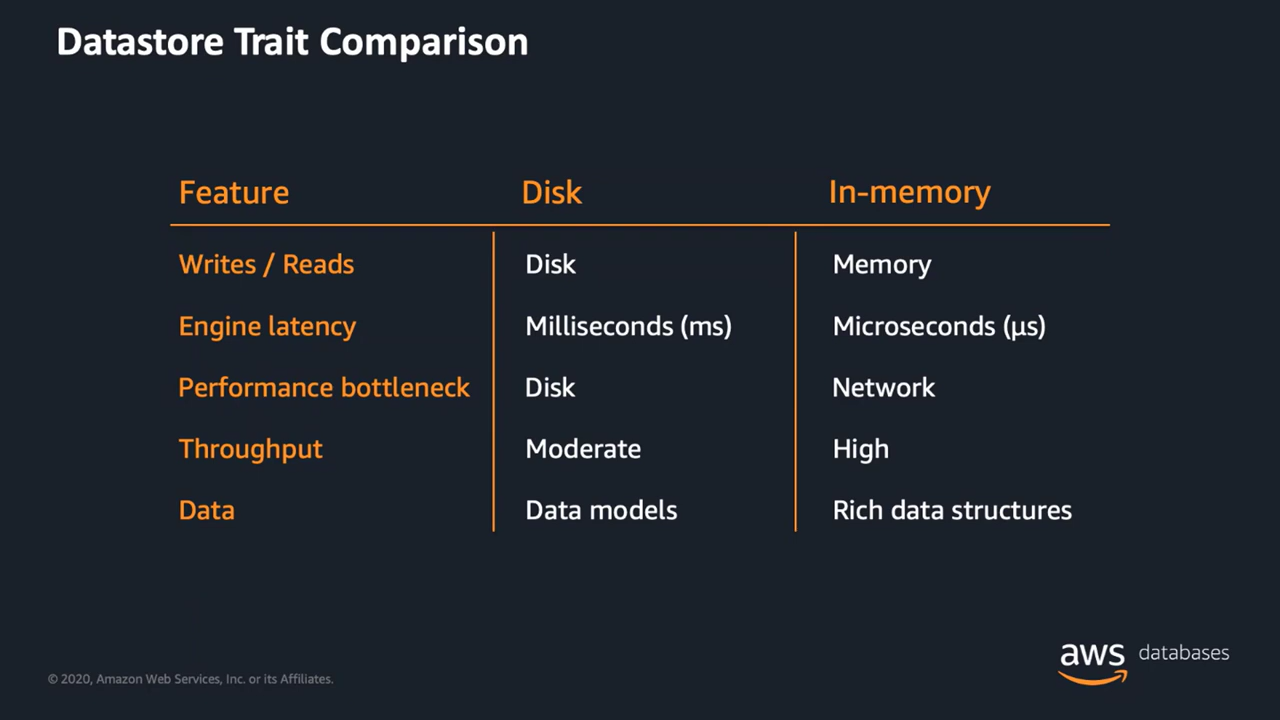 Datastore Trait Comparison
Feature Disk In-memory
Writes / Reads Disk Memory
Engine latency Milliseconds (ms) Microseconds (μs)
Performance bottleneck Disk Network
Throughput Moderate High
Data Data models Rich data structures
© 2020, Amazon Web Services, Inc. or its Affiliates.
aws databases